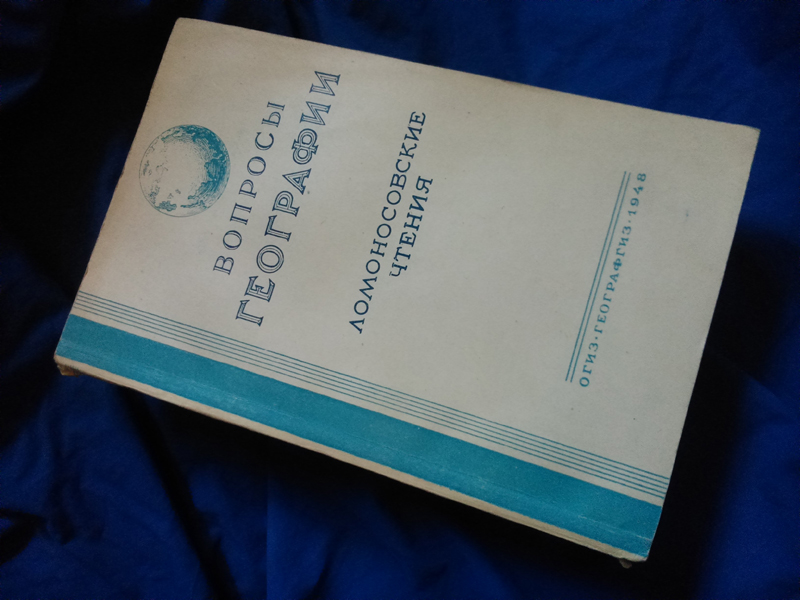 ВОПРОСЫ
ГЕОГРАФИИ
ЛОМОНОСОВСКИЕ
ЧТЕНИЯ
ОГИЗ·ГЕОГРАФГИЗ·1948